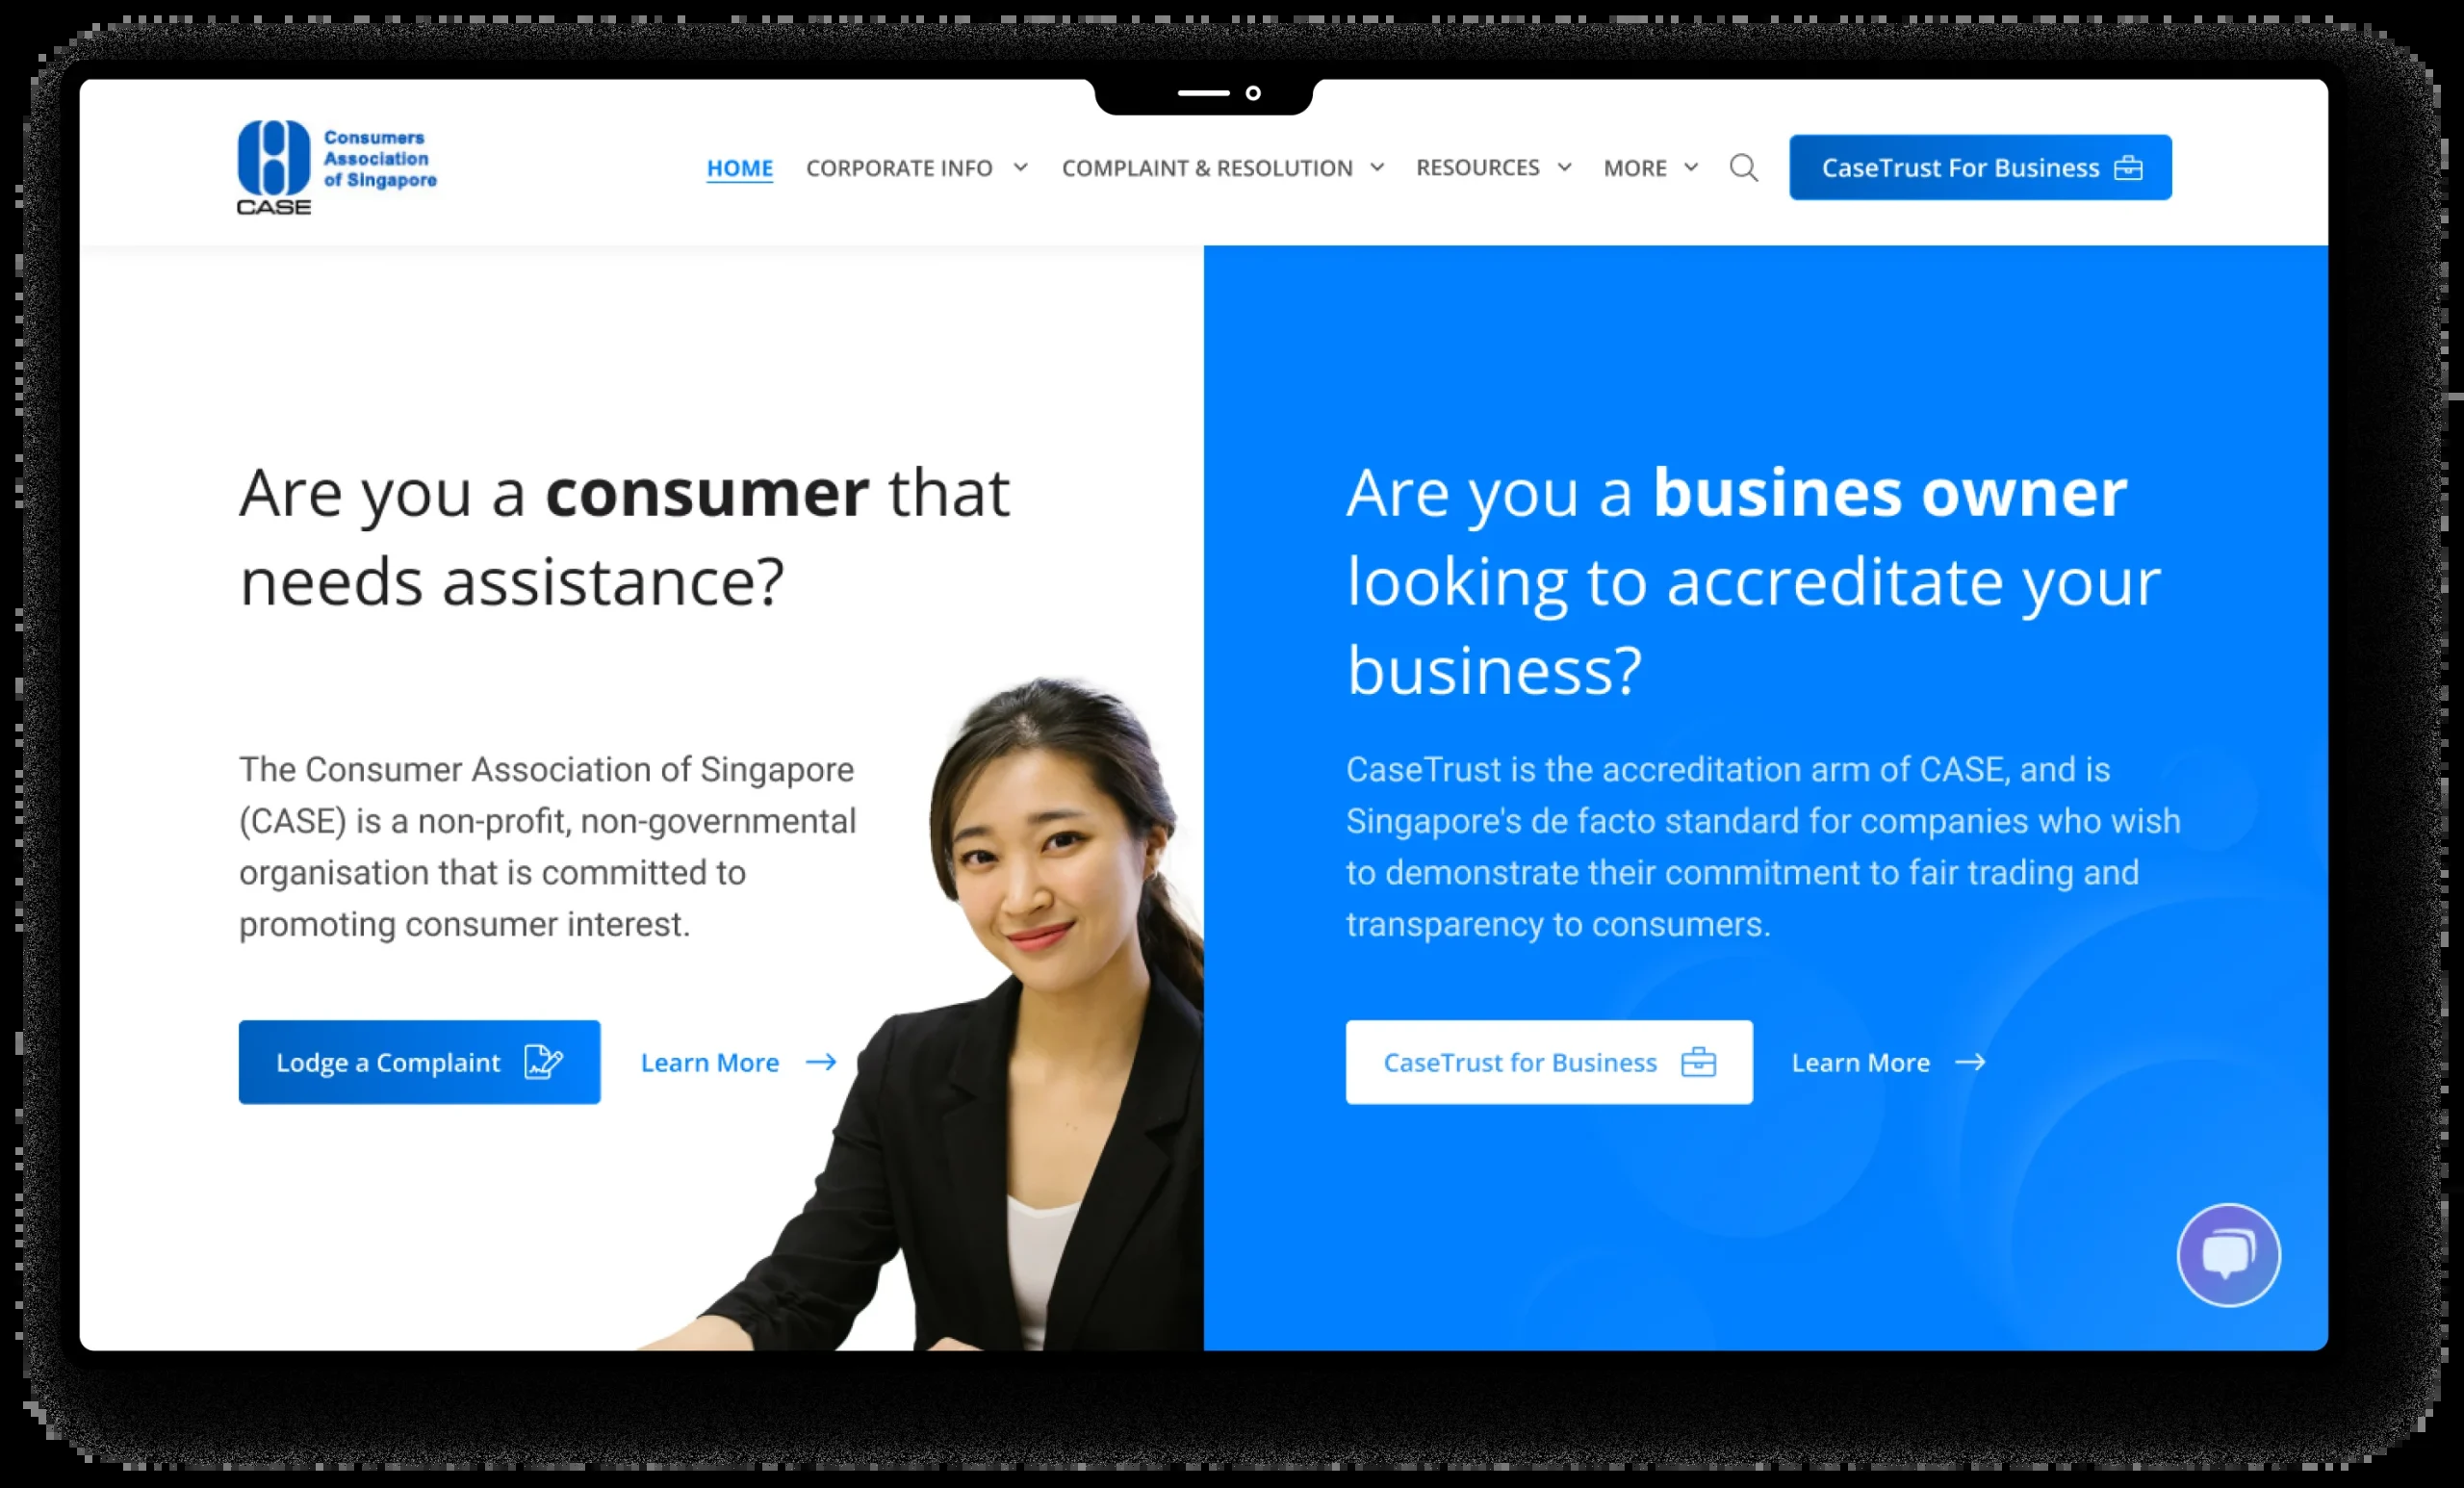 Consumers
Association
of Singapore
CASE
HOME CORPORATE INFO COMPLAINT & RESOLUTION RESOURCES MORE CaseTrust For Business
Are you a consumer that
needs assistance?
The Consumer Association of Singapore
(CASE) is a non-profit, non-governmental
organisation that is committed to
promoting consumer interest.
Lodge a Complaint Learn More
Are you a busines owner
looking to accreditate your
business?
CaseTrust is the accreditation arm of CASE, and is
Singapore's de facto standard for companies who wish
to demonstrate their commitment to fair trading and
transparency to consumers.
CaseTrust for Business Learn More